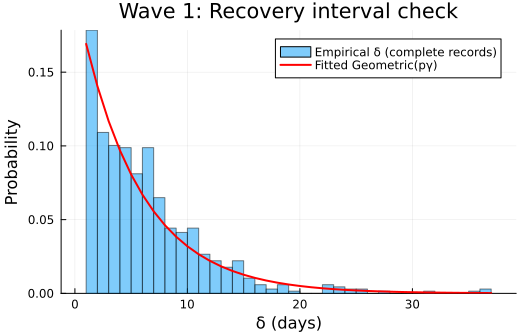 Wave 1: Recovery interval check
Empirical δ (complete records)
Fitted Geometric(pγ)
Probability
0.15
0.10
0.05
0.00
0
10
20
30
δ (days)